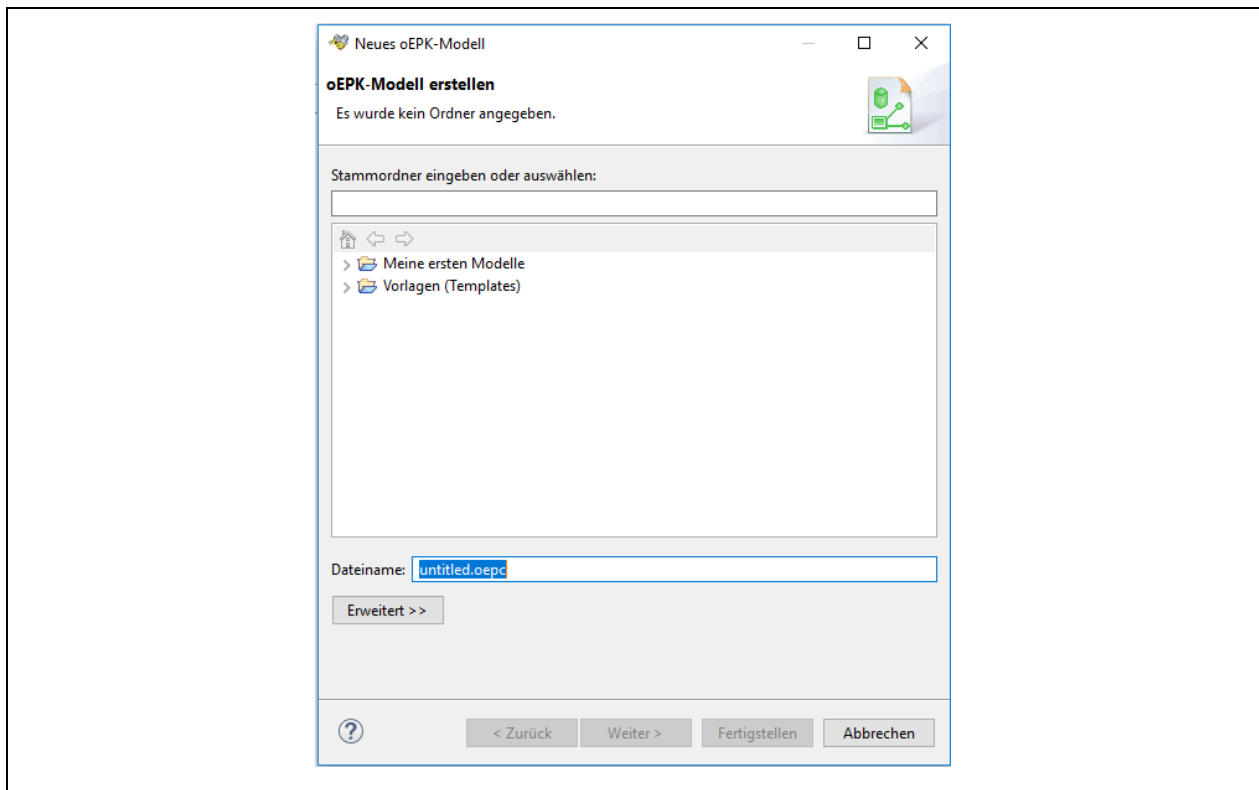 Neues oEPK-Modell
oEPK-Modell erstellen
Es wurde kein Ordner angegeben.
Stammordner eingeben oder auswählen:
Meine ersten Modelle
Vorlagen (Templates)
Dateiname: untitled.oepc
Erweitert >>
? < Zurück Weiter > Fertigstellen Abbrechen